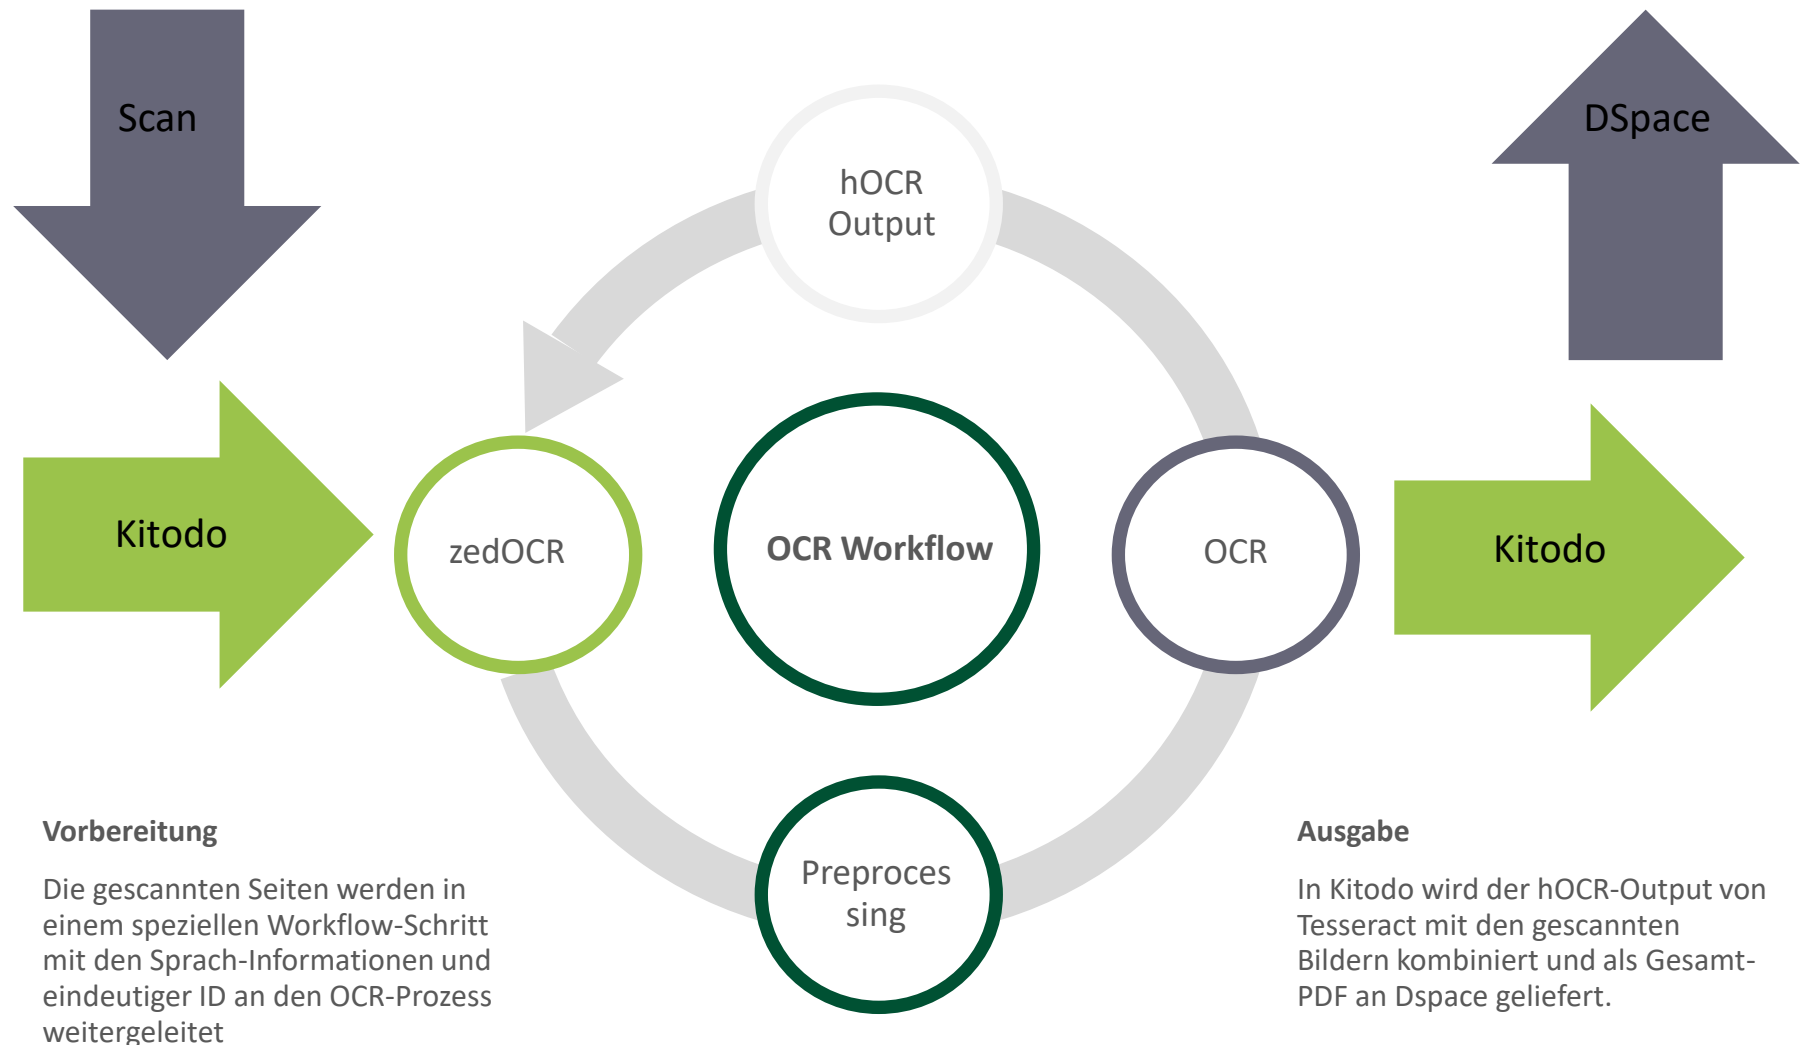 Scan
DSpace
hOCR
Output
Kitodo
zedOCR
OCR Workflow
OCR
Kitodo
Preproces
sing
Vorbereitung
Die gescannten Seiten werden in
einem speziellen Workflow-Schritt
mit den Sprach-Informationen und
eindeutiger ID an den OCR-Prozess
weitergeleitet
Ausgabe
In Kitodo wird der hOCR-Output von
Tesseract mit den gescannten
Bildern kombiniert und als Gesamt-
PDF an Dspace geliefert.